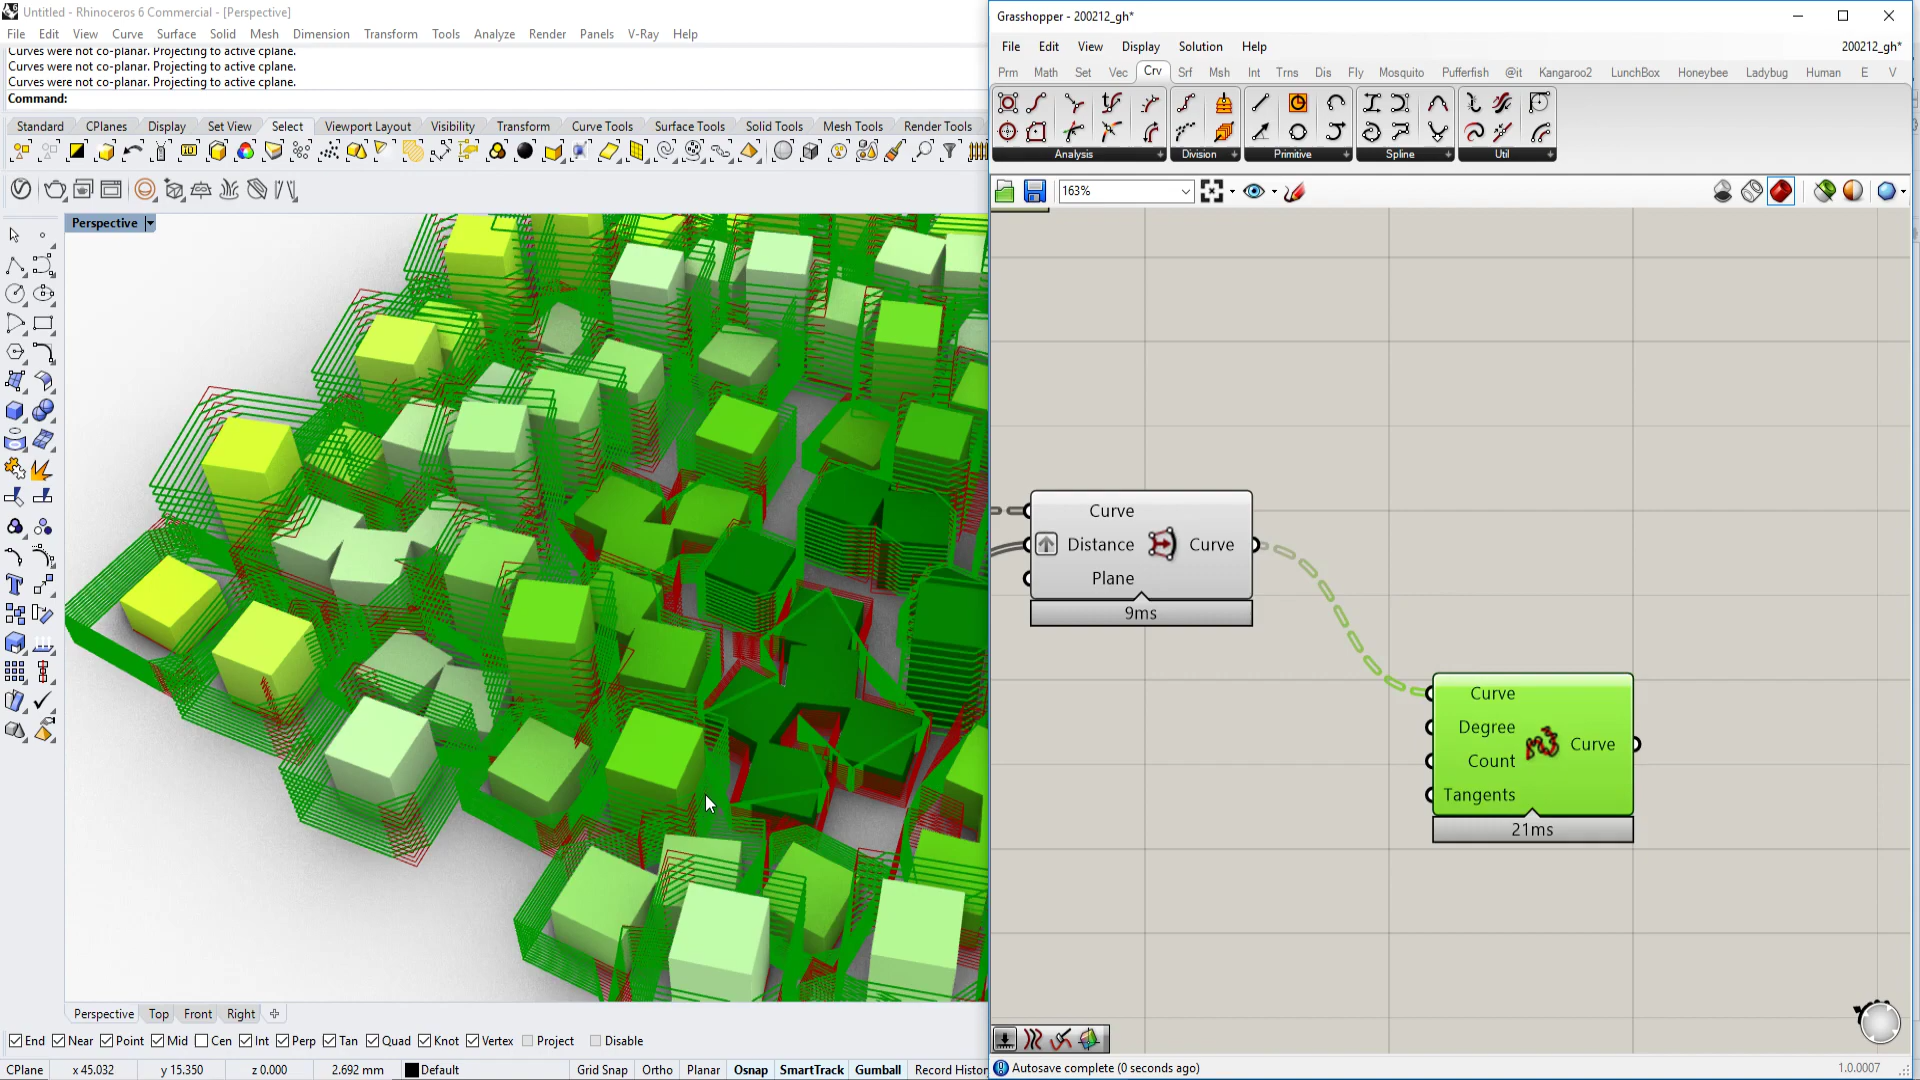 Untitled - Rhinoceros 6 Commercial - [Perspective]
File Edit View Curve Surface Solid Mesh Dimension Transform Tools Analyze Render Panels V-Ray Help
Curves were not co-planar. Projecting to active cplane.
Curves were not co-planar. Projecting to active cplane.
Curves were not co-planar. Projecting to active cplane.
Command:
Standard CPlanes Display Set View Select Viewport Layout Visibility Transform Curve Tools Surface Tools Solid Tools Mesh Tools Render Tools
Perspective
Perspective Top Front Right
End Near Point Mid Cen Int Perp Tan Quad Knot Vertex Project Disable
CPlane x 45.032 y 15.350 z 0.000 2.692 mm Default Grid Snap Ortho Planar Osnap SmartTrack Gumball Record Histor
Grasshopper - 200212_gh*
File Edit View Display Solution Help 200212_gh*
Prm Math Set Vec Crv Srf Msh Int Trns Dis Fly Mosquito Pufferfish @it Kangaroo2 LunchBox Honeybee Ladybug Human E V
Analysis Division Primitive Spline Util
163%
Curve
Distance Curve
Plane
9ms
Curve
Degree
Curve
Count
Tangents
21ms
Autosave complete (0 seconds ago) 1.0.0007